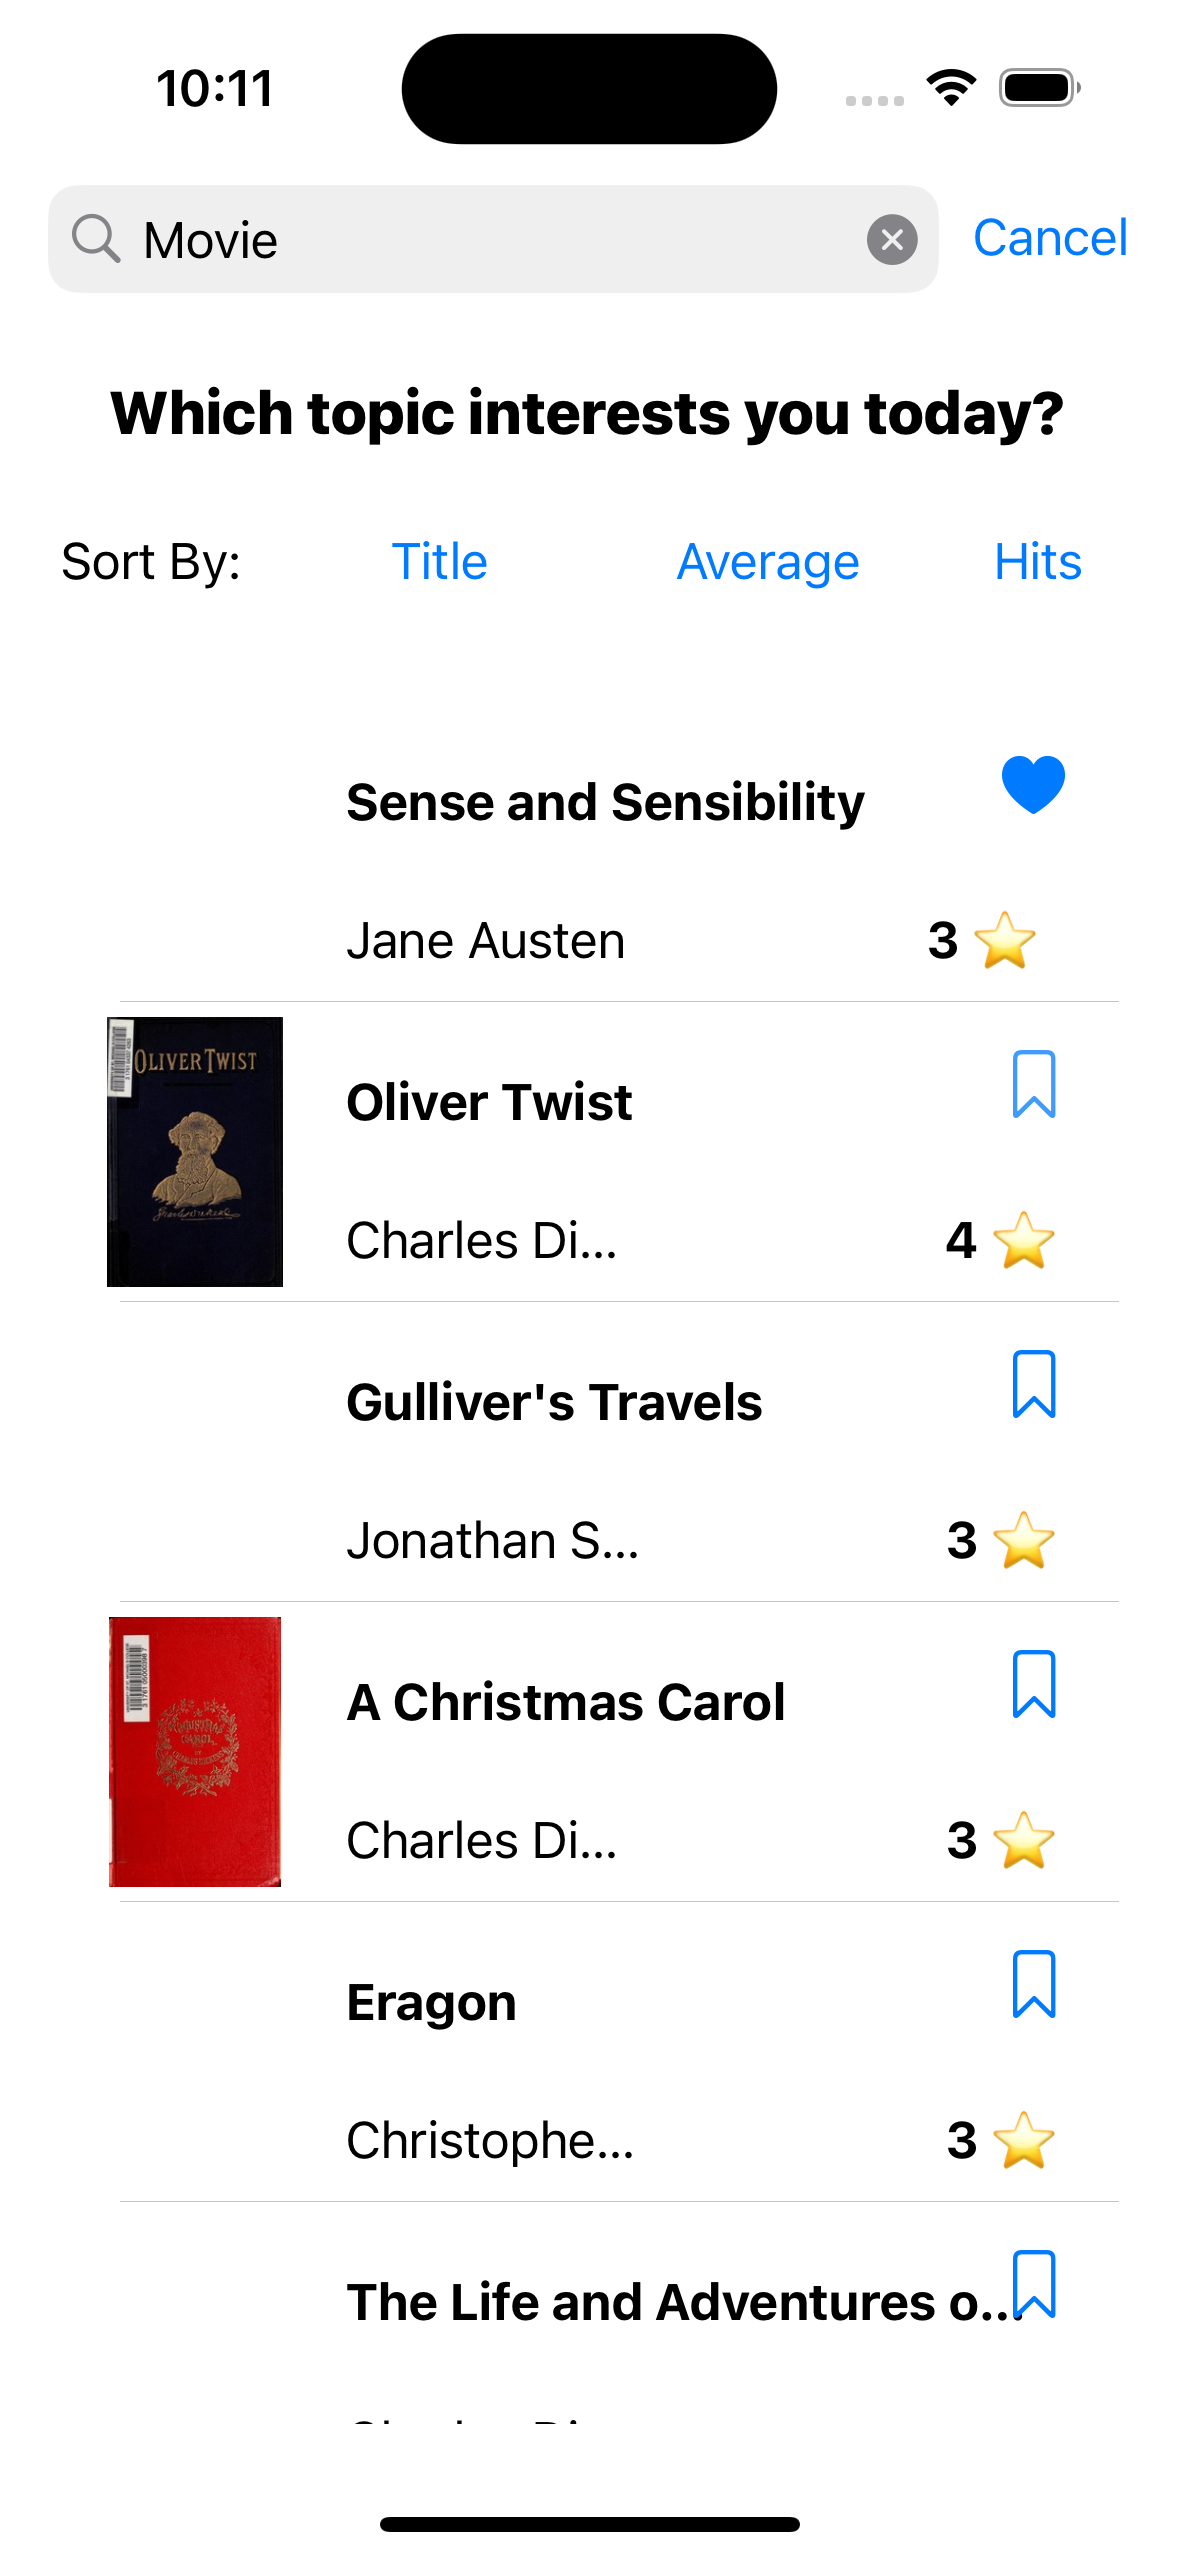 10:11
Movie
Cancel
Which topic interests you today?
Sort By: Title Average Hits
Sense and Sensibility
Jane Austen 3
OLIVER TWIST
Oliver Twist
Charles Di... 4
Gulliver's Travels
Jonathan S... 3
A Christmas Carol
Charles Di... 3
Eragon
Christophe... 3
The Life and Adventures o...